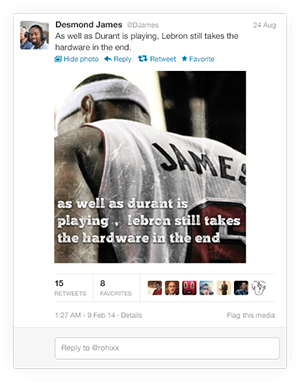 Desmond James @DJames 24 Aug
As well as Durant is playing, Lebron still takes the
hardware in the end.
Hide photo Reply Retweet Favorite
JAMES
as well as durant is
playing , lebron still takes
the hardware in the end
15 8
RETWEETS FAVORITES
1:27 AM - 9 Feb 14 - Details Flag this media
Reply to @rohixx